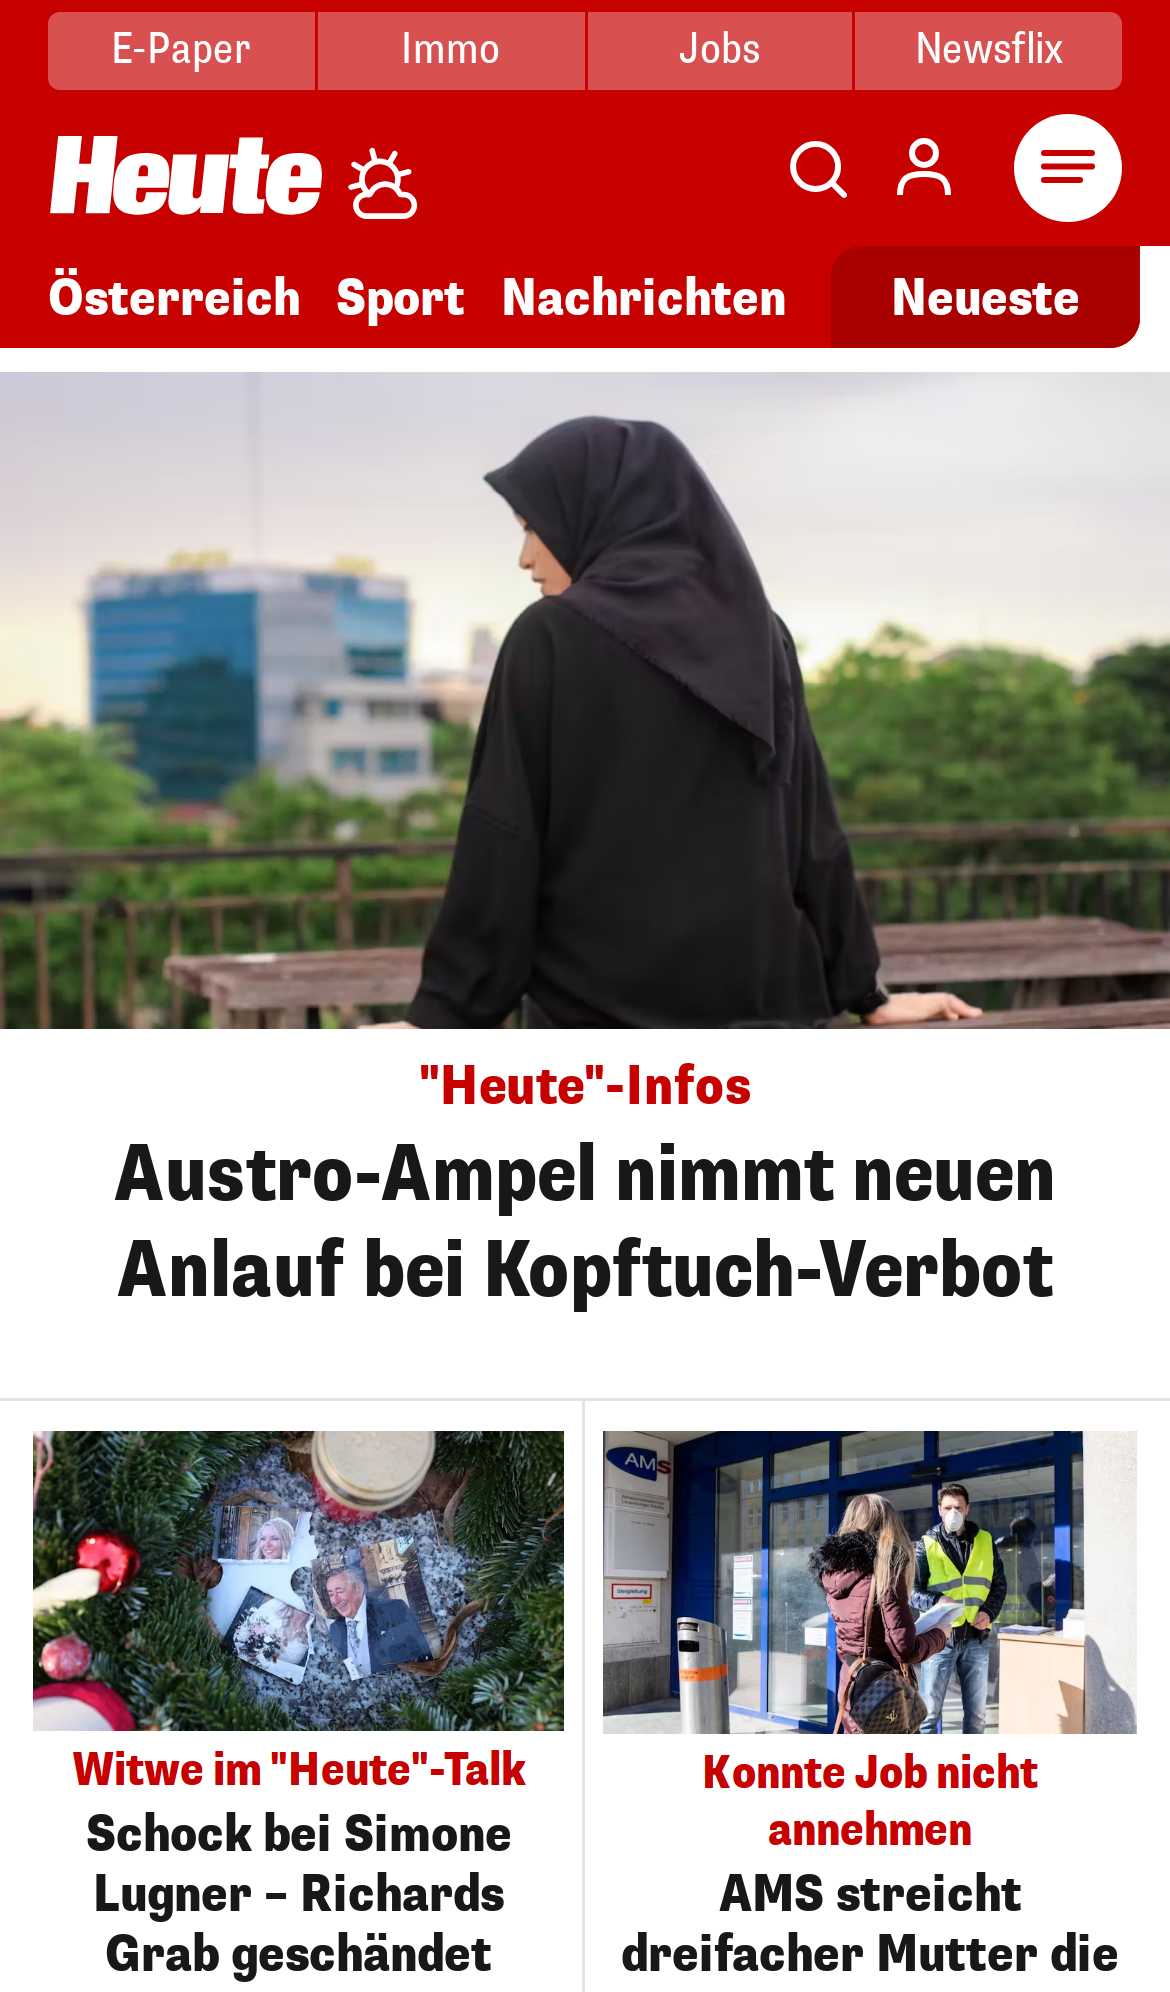 E-Paper
Immo
Jobs
Newsflix
Heute
Österreich
Sport
Nachrichten
Neueste
"Heute"-Infos
Austro-Ampel nimmt neuen
Anlauf bei Kopftuch-Verbot
Witwe im "Heute"-Talk
Schock bei Simone
Lugner – Richards
Grab geschändet
AMS
Konnte Job nicht
annehmen
AMS streicht
dreifacher Mutter die